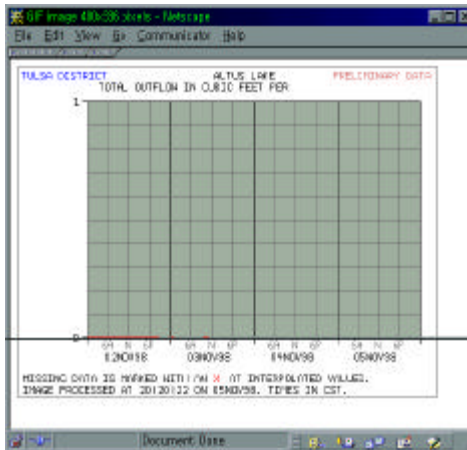 GIF image 480x396 pixels - Netscape
File Edit View Go Communicator Help
TULSA DISTRICT ALTUS LAKE PRELIMINARY DATA
TOTAL OUTFLOW IN CUBIC FEET PER
1
0
6A N 6P 6A N 6P 6A N 6P 6A N 6P
02NOV98 03NOV98 04NOV98 05NOV98
MISSING DATA IS MARKED WITH AN X AT INTERPOLATED VALUES.
IMAGE PROCESSED AT 20:20:22 ON 05NOV98. TIMES IN CST.
Document: Done